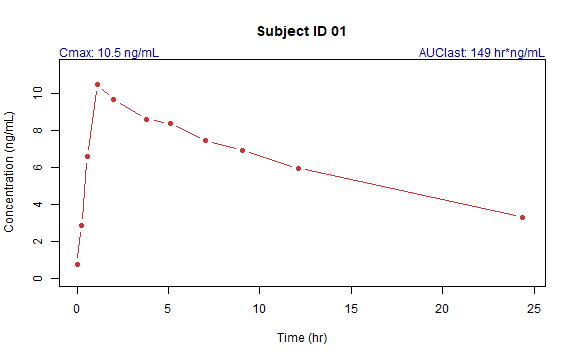 Subject ID 01
Cmax: 10.5 ng/mL AUClast: 149 hr*ng/mL
Concentration (ng/mL)
10
8
6
4
2
0
0 5 10 15 20 25
Time (hr)